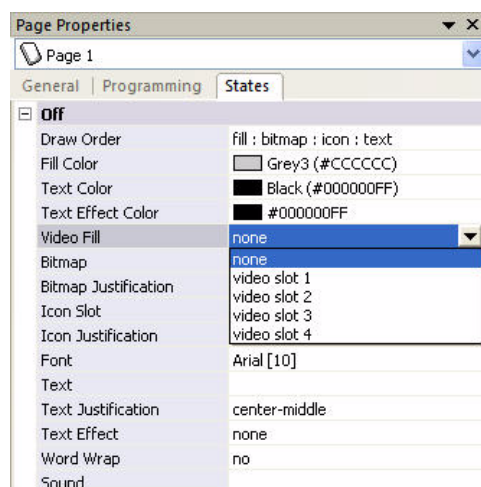 Page Properties
Page 1
General | Programming States
Off
Draw Order fill : bitmap : icon : text
Fill Color Grey3 (#CCCCCC)
Text Color Black (#000000FF)
Text Effect Color #000000FF
Video Fill none
Bitmap none
Bitmap Justification video slot 1
video slot 2
Icon Slot video slot 3
Icon Justification video slot 4
Font Arial [10]
Text
Text Justification center-middle
Text Effect none
Word Wrap no
Sound